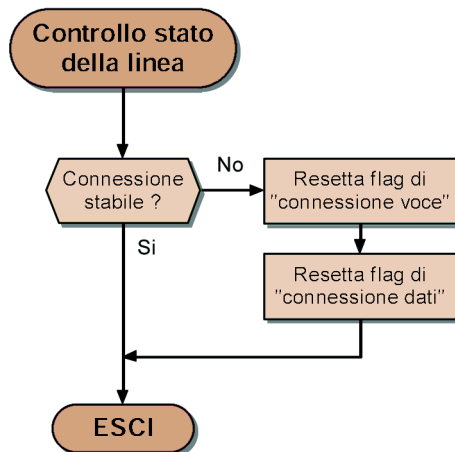 Controllo stato
della linea
Connessione
stabile ?
No
Resetta flag di
"connessione voce"
Si
Resetta flag di
"connessione dati"
ESCI